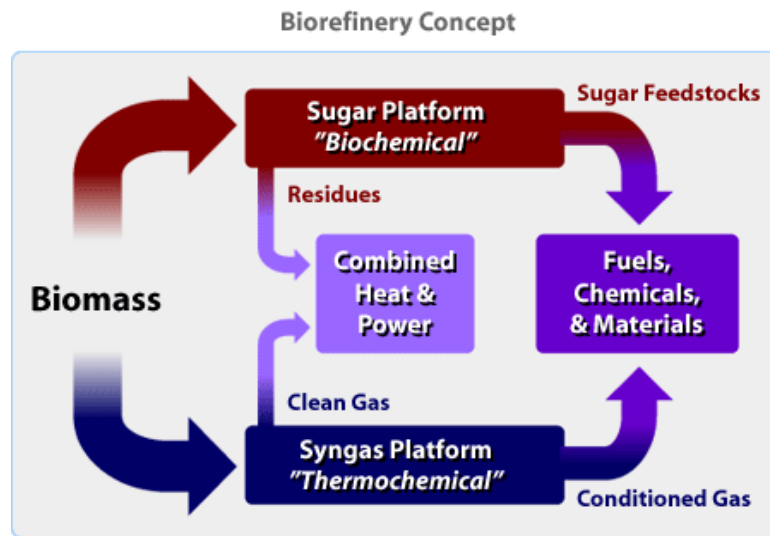 Biorefinery Concept
Sugar Feedstocks
Sugar Platform
”Biochemical”
Residues
Combined
Heat &
Power
Fuels,
Chemicals,
& Materials
Biomass
Clean Gas
Syngas Platform
”Thermochemical”
Conditioned Gas